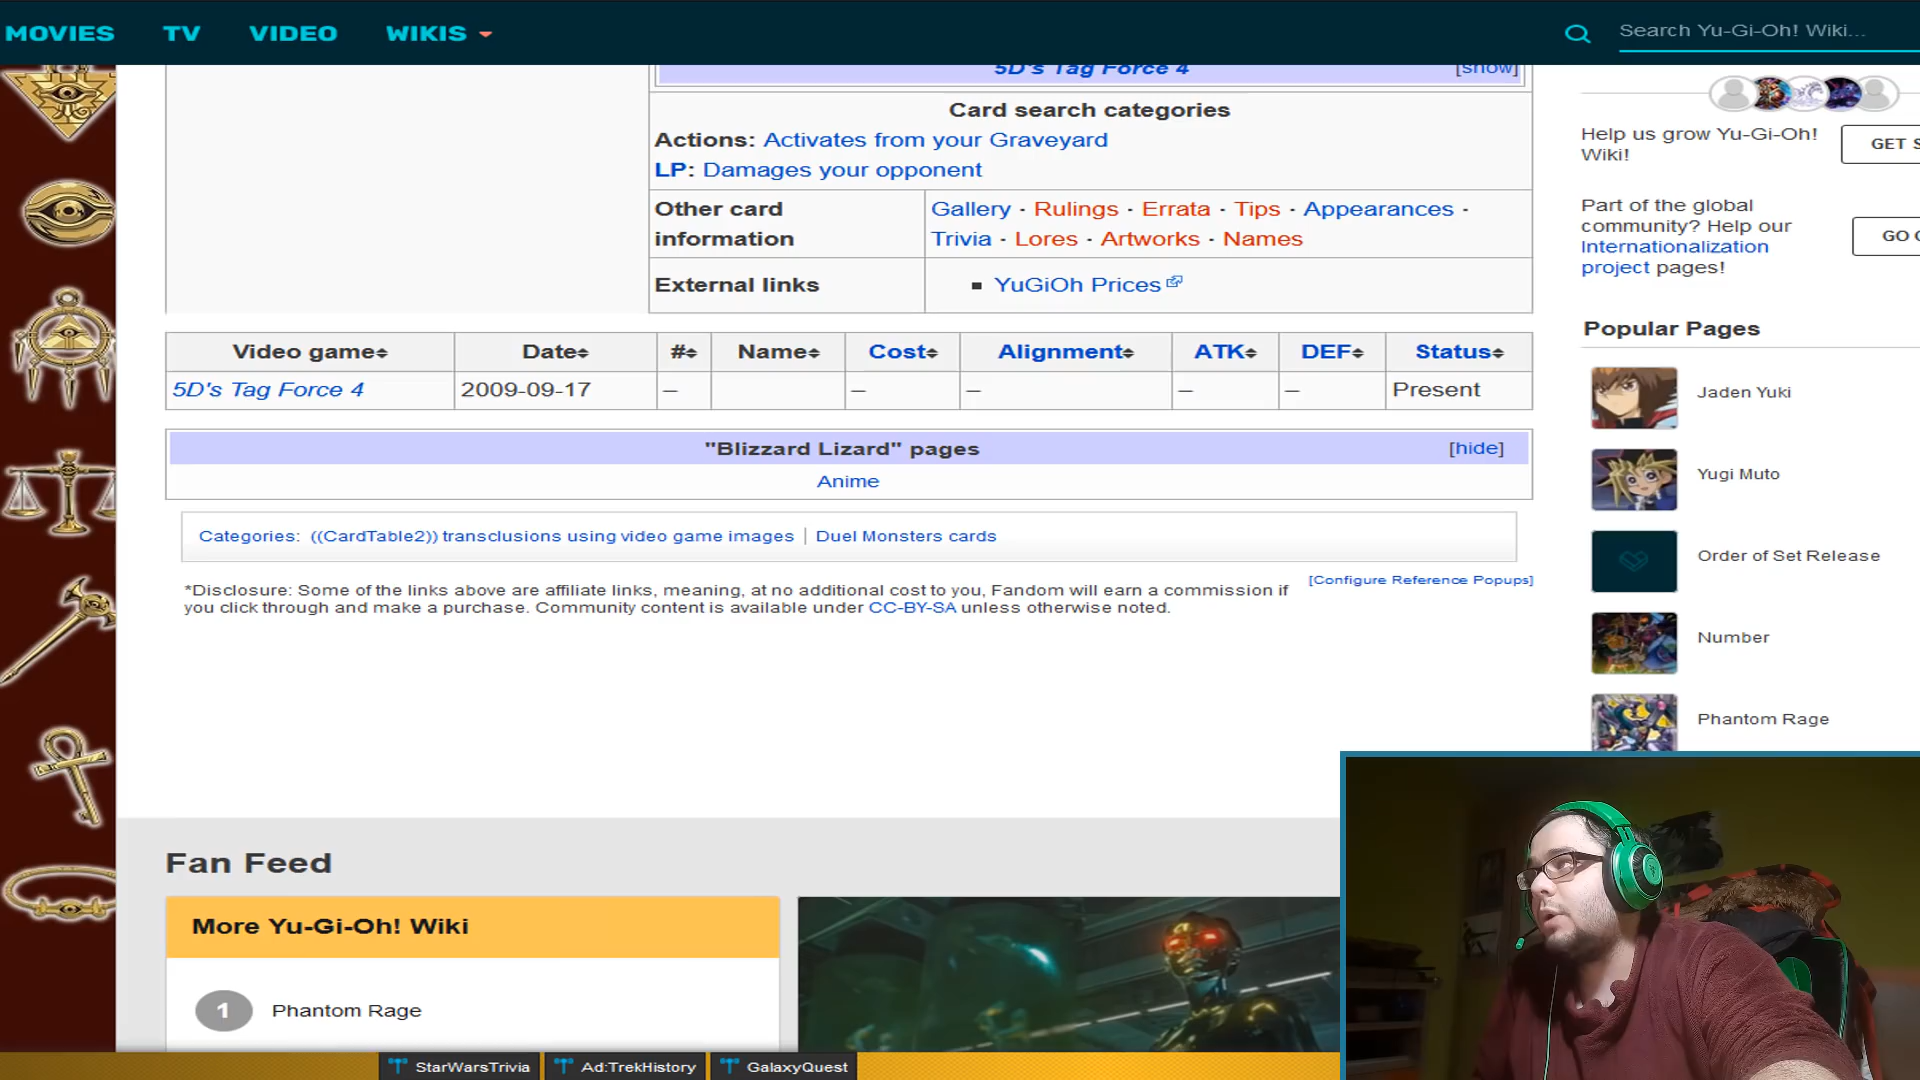 MOVIES TV VIDEO WIKIS
Search Yu-Gi-Oh! Wiki...
5D's Tag Force 4 [show]
Card search categories
Actions: Activates from your Graveyard
LP: Damages your opponent
Other card information
Gallery · Rulings · Errata · Tips · Appearances ·
Trivia · Lores · Artworks · Names
External links
YuGiOh Prices
Video game Date # Name Cost Alignment ATK DEF Status
5D's Tag Force 4 2009-09-17 – – – – – Present
"Blizzard Lizard" pages [hide]
Anime
Categories: ((CardTable2)) transclusions using video game images | Duel Monsters cards
*Disclosure: Some of the links above are affiliate links, meaning, at no additional cost to you, Fandom will earn a commission if
you click through and make a purchase. Community content is available under CC-BY-SA unless otherwise noted.
[Configure Reference Popups]
Help us grow Yu-Gi-Oh!
Wiki!
GET S
Part of the global
community? Help our
Internationalization
project pages!
GO
Popular Pages
Jaden Yuki
Yugi Muto
Order of Set Release
Number
Phantom Rage
Fan Feed
More Yu-Gi-Oh! Wiki
1 Phantom Rage
StarWarsTrivia
Ad:TrekHistory
GalaxyQuest